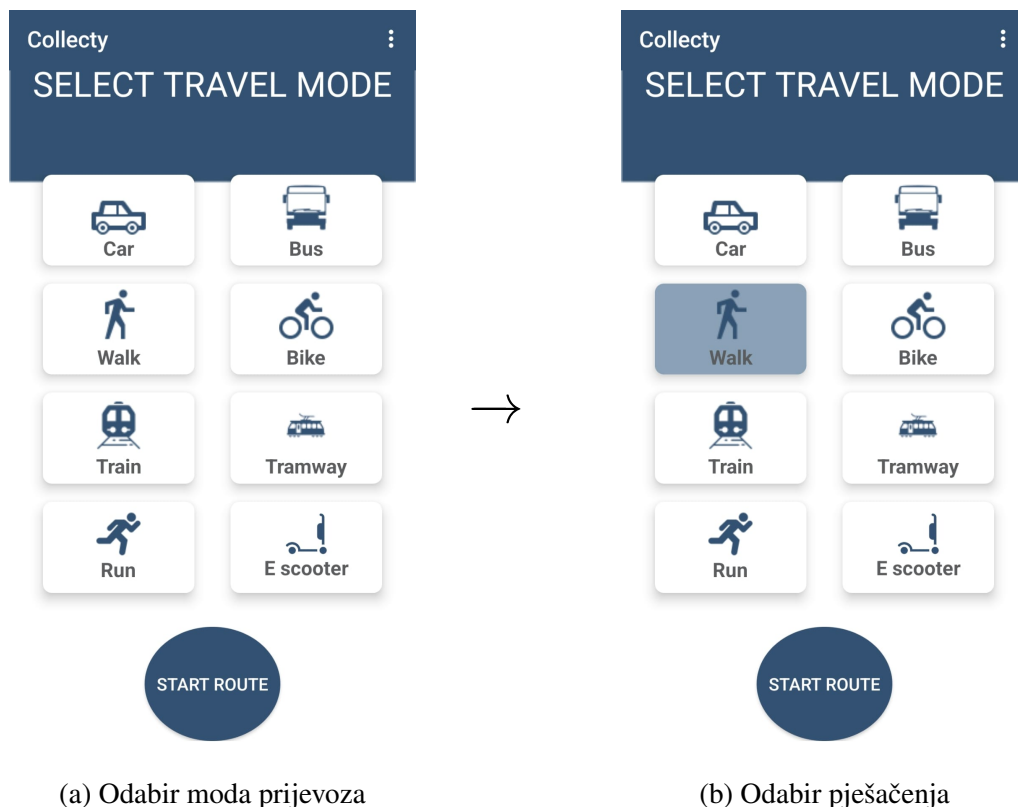 Collecty
SELECT TRAVEL MODE
Car
Bus
Walk
Bike
Train
Tramway
Run
E scooter
START ROUTE
(a) Odabir moda prijevoza
→
Collecty
SELECT TRAVEL MODE
Car
Bus
Walk
Bike
Train
Tramway
Run
E scooter
START ROUTE
(b) Odabir pješačenja